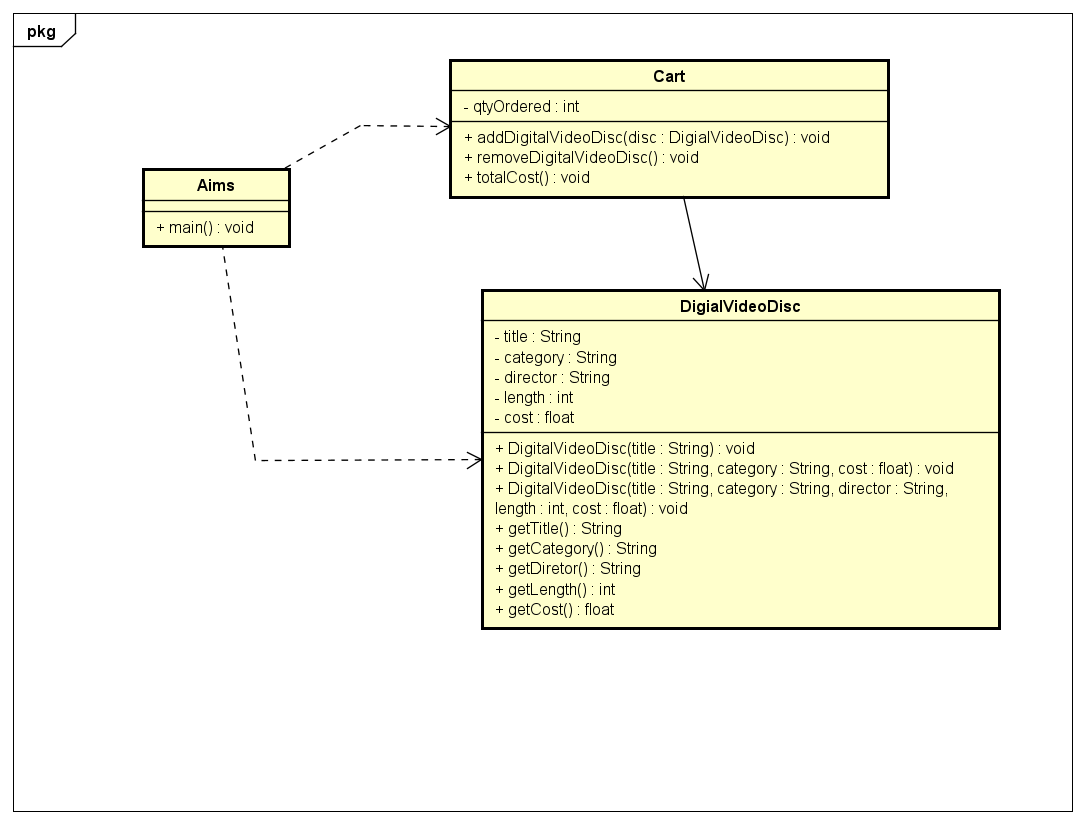 pkg
Cart
- qtyOrdered : int
+ addDigitalVideoDisc(disc : DigialVideoDisc) : void
+ removeDigitalVideoDisc() : void
+ totalCost() : void
Aims
+ main() : void
DigialVideoDisc
- title : String
- category : String
- director : String
- length : int
- cost : float
+ DigitalVideoDisc(title : String) : void
+ DigitalVideoDisc(title : String, category : String, cost : float) : void
+ DigitalVideoDisc(title : String, category : String, director : String,
length : int, cost : float) : void
+ getTitle() : String
+ getCategory() : String
+ getDiretor() : String
+ getLength() : int
+ getCost() : float